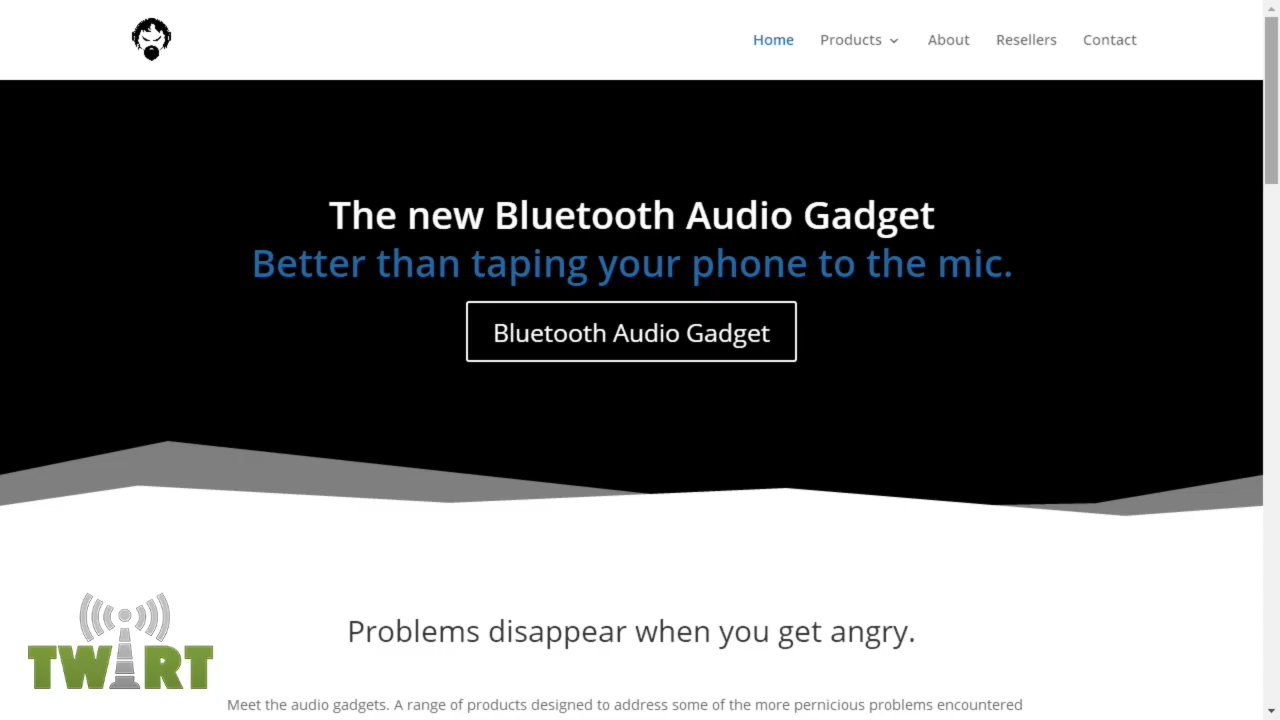 Home Products About Resellers Contact
The new Bluetooth Audio Gadget
Better than taping your phone to the mic.
Bluetooth Audio Gadget
Problems disappear when you get angry.
TWIRT
Meet the audio gadgets. A range of products designed to address some of the more pernicious problems encountered